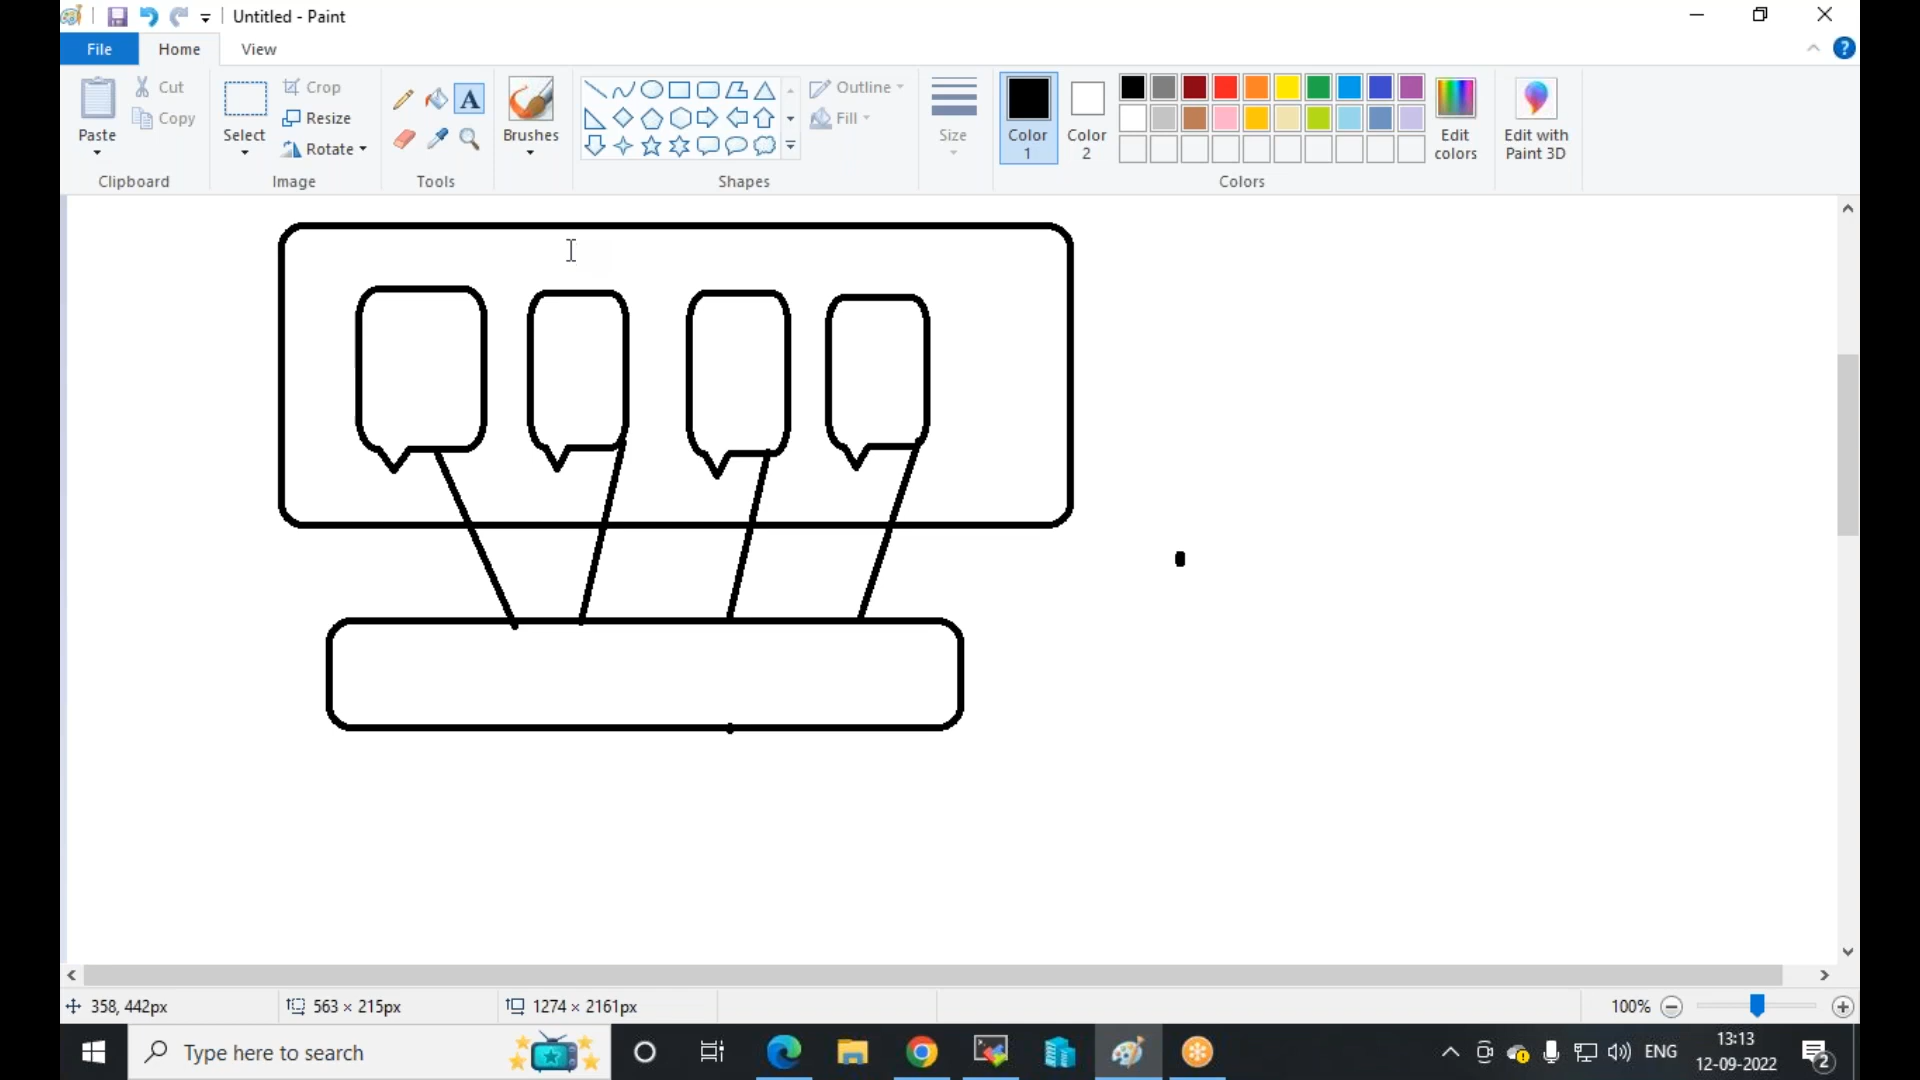 Untitled - Paint
File Home View
Paste
Cut
Copy
Clipboard
Select
Crop
Resize
Rotate
Image
A
Tools
Brushes
Outline
Fill
Shapes
Size
Color 1
Color 2
Edit colors
Colors
Edit with Paint 3D
?
358, 442px
563 × 215px
1274 × 2161px
100%
Type here to search
ENG
13:13
12-09-2022
2